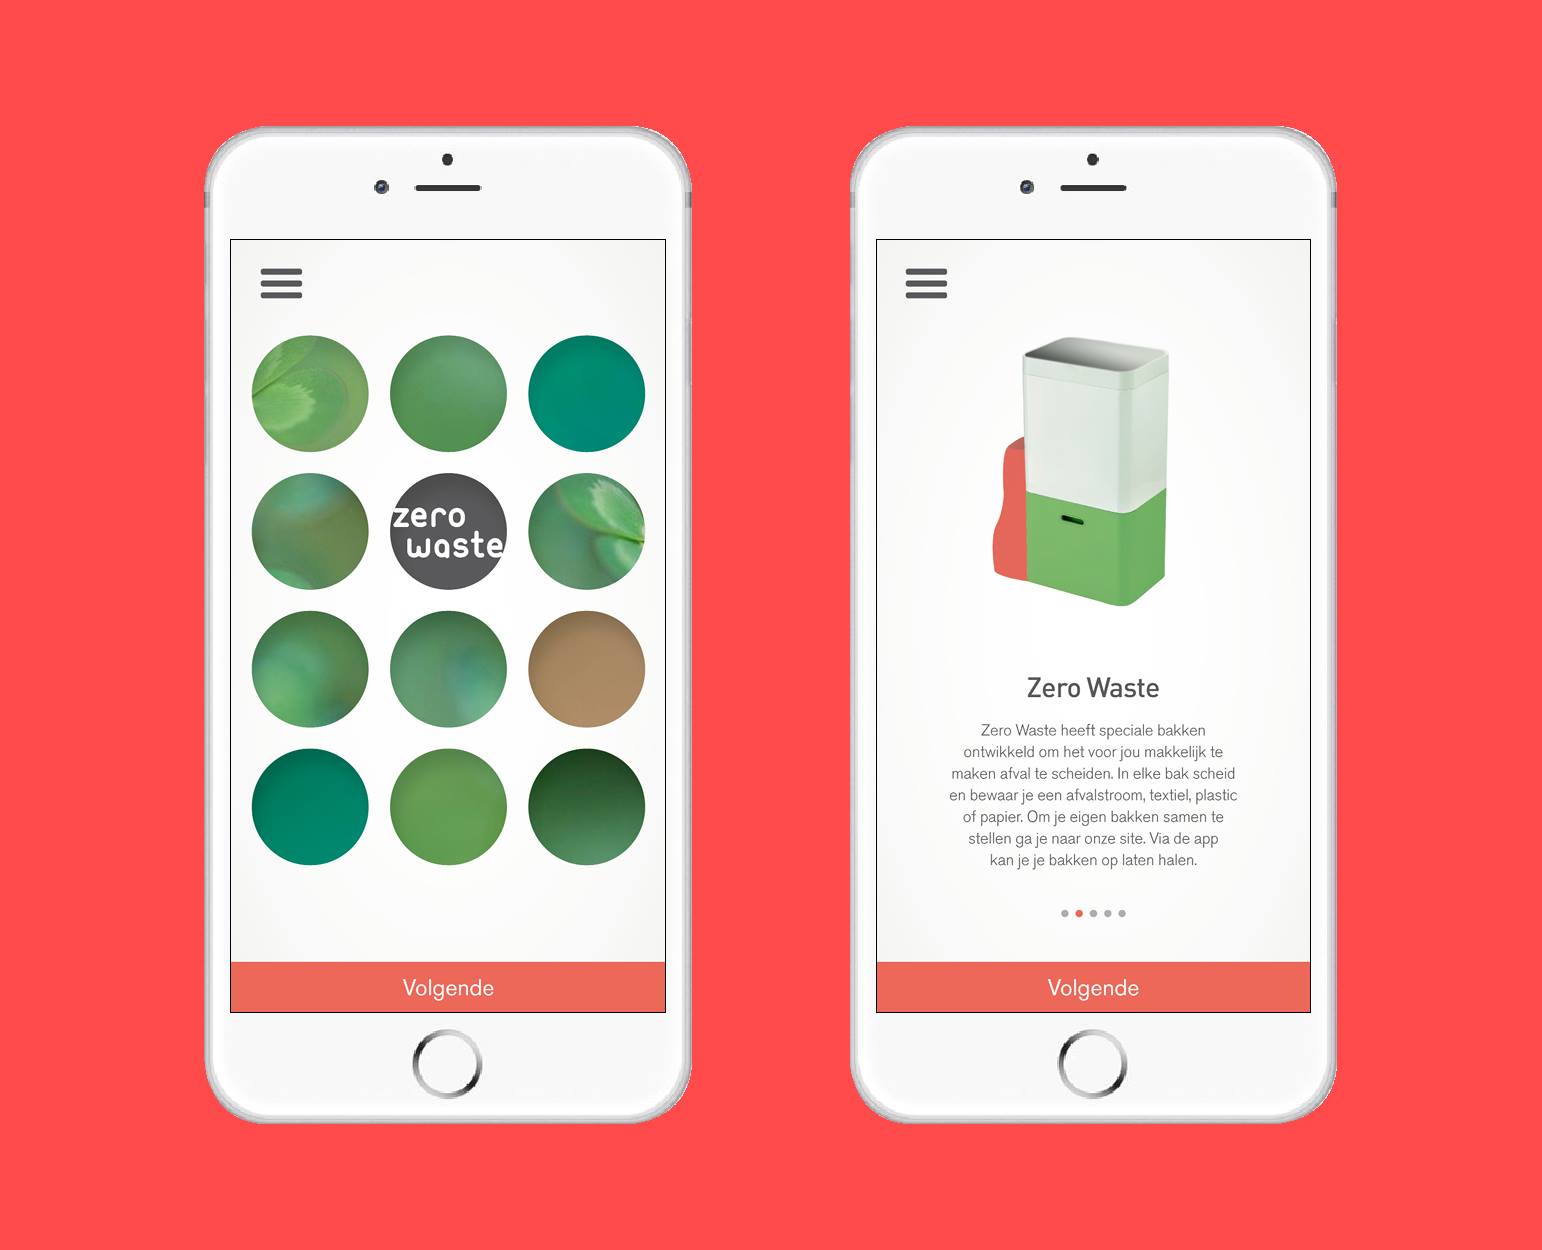 zero
waste
Volgende
Zero Waste
Zero Waste heeft speciale bakken
ontwikkeld om het voor jou makkelijk te
maken afval te scheiden. In elke bak scheid
en bewaar je een afvalstroom, textiel, plastic
of papier. Om je eigen bakken samen te
stellen ga je naar onze site. Via de app
kan je je bakken op laten halen.
Volgende